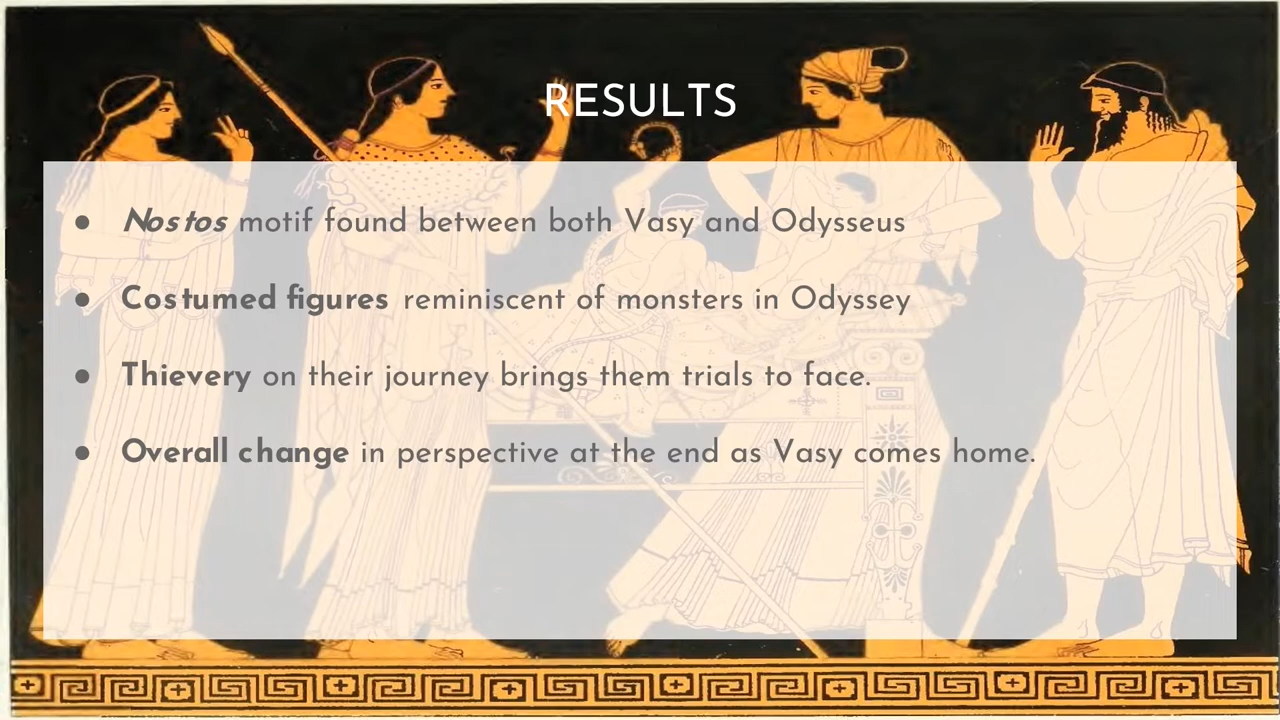 RESULTS
● Nostos motif found between both Vasy and Odysseus
● Costumed figures reminiscent of monsters in Odyssey
● Thievery on their journey brings them trials to face.
● Overall change in perspective at the end as Vasy comes home.